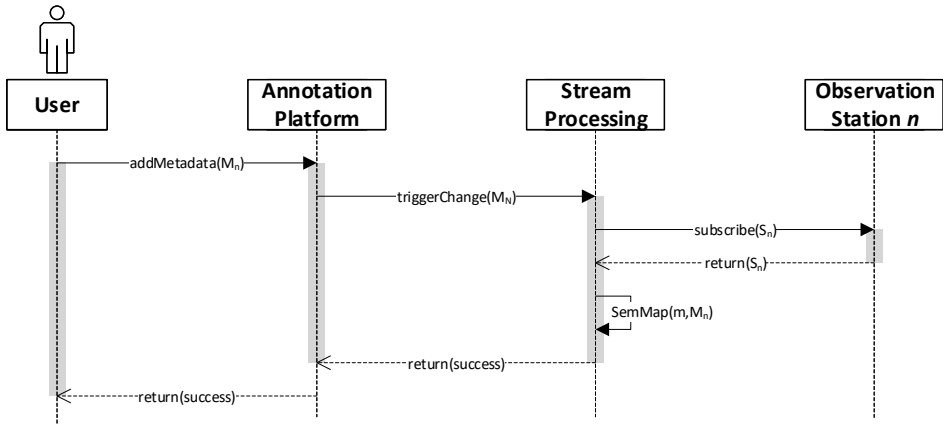 User
Annotation
Platform
Stream
Processing
Observation
Station n
addMetadata(Mn)
triggerChange(MN)
subscribe(Sn)
return(Sn)
SemMap(m,Mn)
return(success)
return(success)